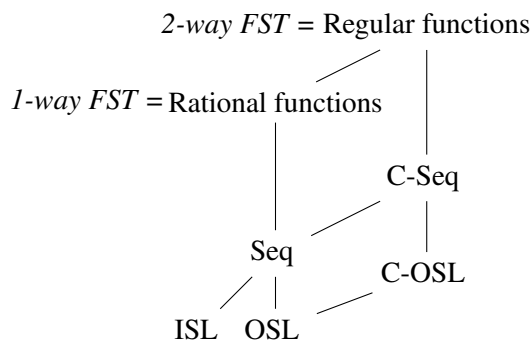 2-way FST = Regular functions
1-way FST = Rational functions
C-Seq
Seq
C-OSL
ISL OSL